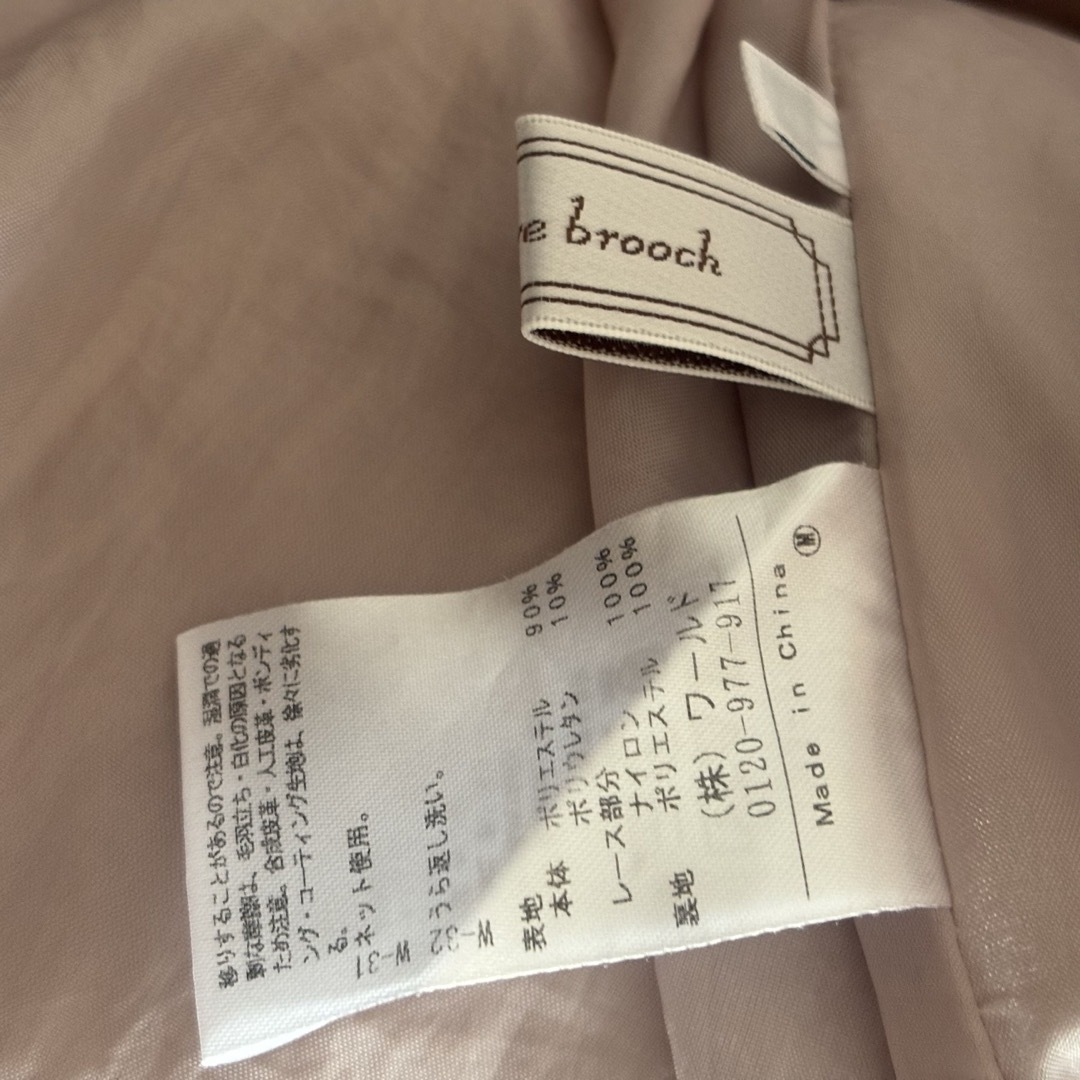 re brooch
移りすることがあるので注意。湿潤での過
剰な摩擦は、毛羽立ち・白化の原因となる
ため注意。合成皮革・人工皮革・ボンディ
ング・コーティング生地は、徐々に劣化す
る。
ネット使用。
うら返し洗い。
表地
本体 ポリエステル 90%
ポリウレタン 10%
レース部分
ナイロン 100%
裏地 ポリエステル 100%
(株) ワールド
0120-977-917
Made in China Ⓜ